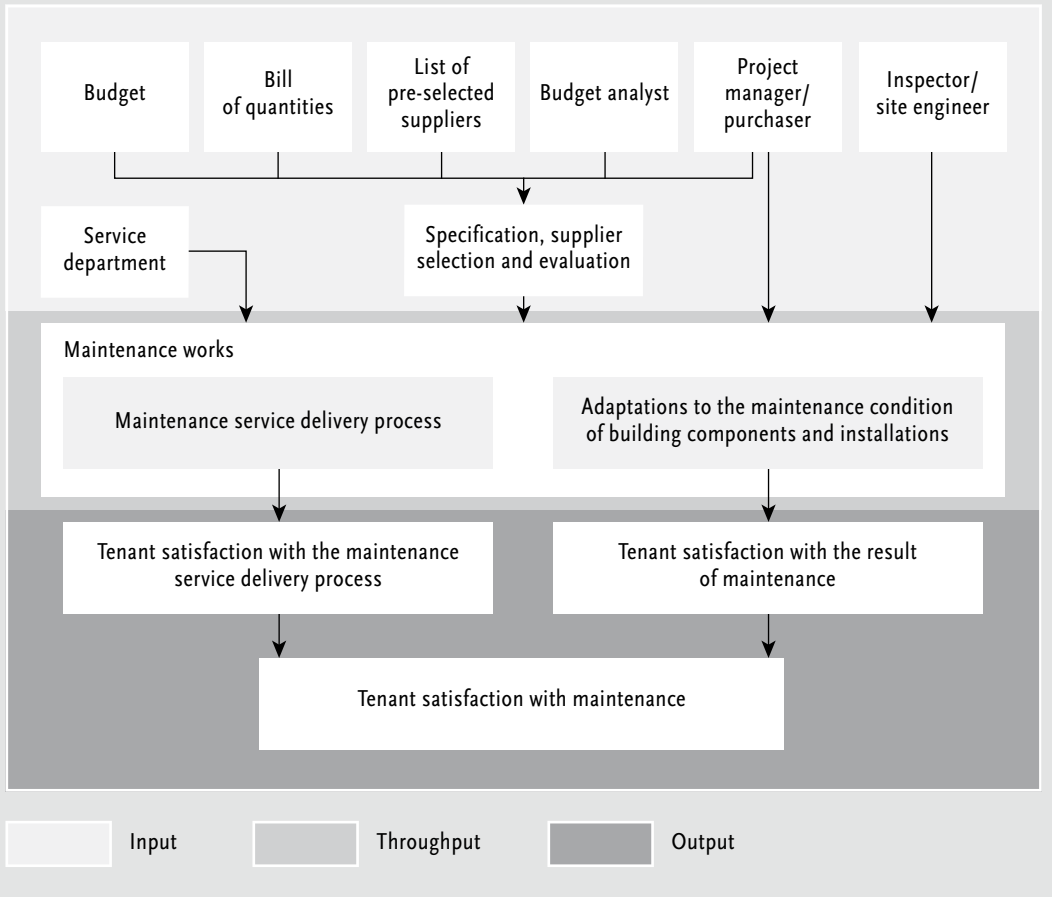 Budget
Bill
of quantities
List of
pre-selected
suppliers
Budget analyst
Project
manager/
purchaser
Inspector/
site engineer
Service
department
Specification, supplier
selection and evaluation
Maintenance works
Maintenance service delivery process
Adaptations to the maintenance condition
of building components and installations
Tenant satisfaction with the maintenance
service delivery process
Tenant satisfaction with the result
of maintenance
Tenant satisfaction with maintenance
Input
Throughput
Output